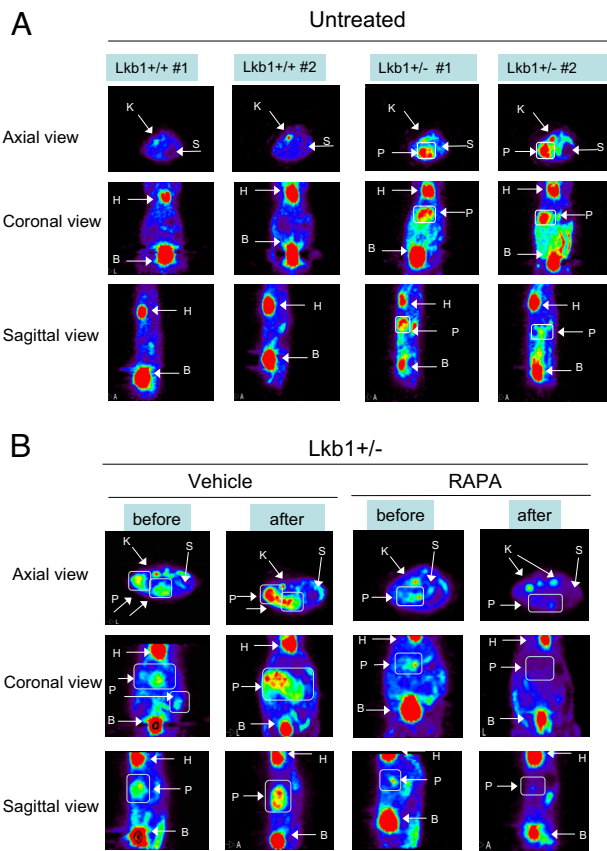 A
Untreated
Lkb1+/+ #1 Lkb1+/+ #2 Lkb1+/- #1 Lkb1+/- #2
Axial view
K S K S K P S K P S
Coronal view
H B L H B H P B H P B
Sagittal view
H B A H B H P B H P B A
B
Lkb1+/-
Vehicle RAPA
before after before after
Axial view
K S P L K S P K S P K S P
Coronal view
H P B H P B L H P B H P B L
Sagittal view
H P B H P B A H P B H P B A